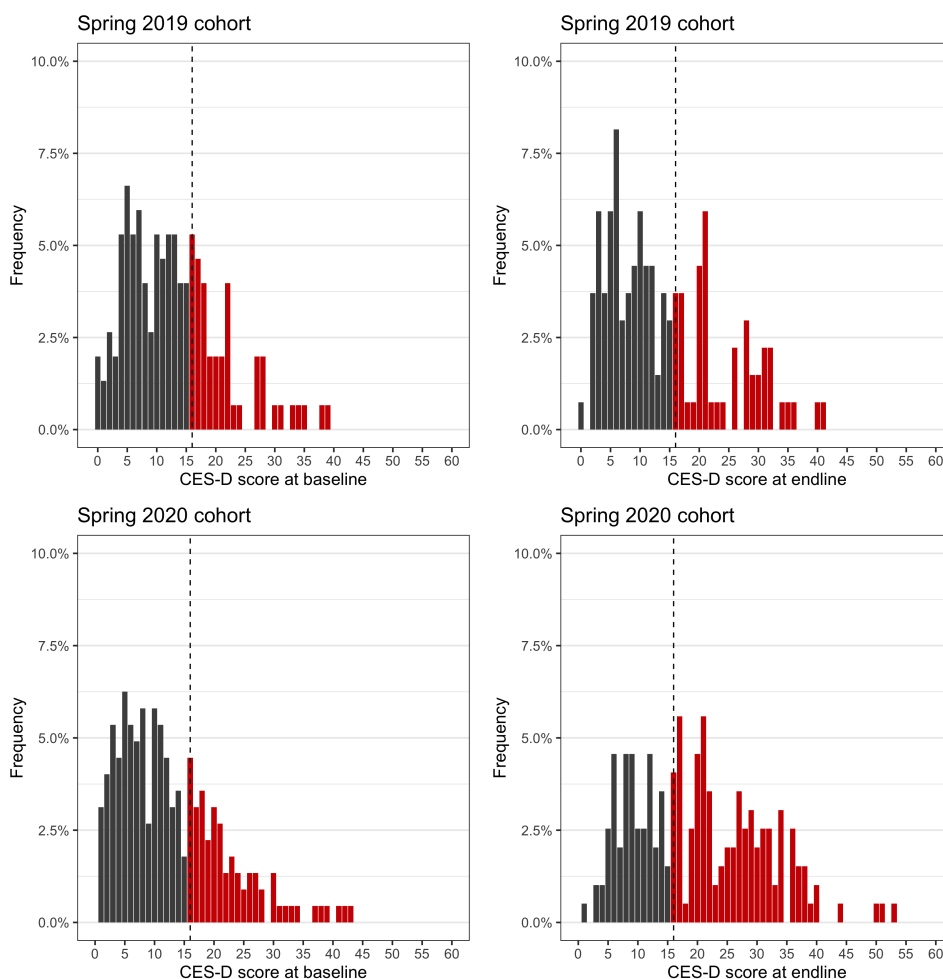 Spring 2019 cohort
Frequency
10.0%
7.5%
5.0%
2.5%
0.0%
0 5 10 15 20 25 30 35 40 45 50 55 60
CES-D score at baseline
Spring 2019 cohort
Frequency
10.0%
7.5%
5.0%
2.5%
0.0%
0 5 10 15 20 25 30 35 40 45 50 55 60
CES-D score at endline
Spring 2020 cohort
Frequency
10.0%
7.5%
5.0%
2.5%
0.0%
0 5 10 15 20 25 30 35 40 45 50 55 60
CES-D score at baseline
Spring 2020 cohort
Frequency
10.0%
7.5%
5.0%
2.5%
0.0%
0 5 10 15 20 25 30 35 40 45 50 55 60
CES-D score at endline